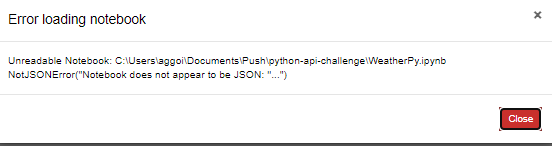 Error loading notebook
×
Unreadable Notebook: C:\Users\aggoi\Documents\Push\python-api-challenge\WeatherPy.ipynb
NotJSONError("Notebook does not appear to be JSON: ''...")
Close